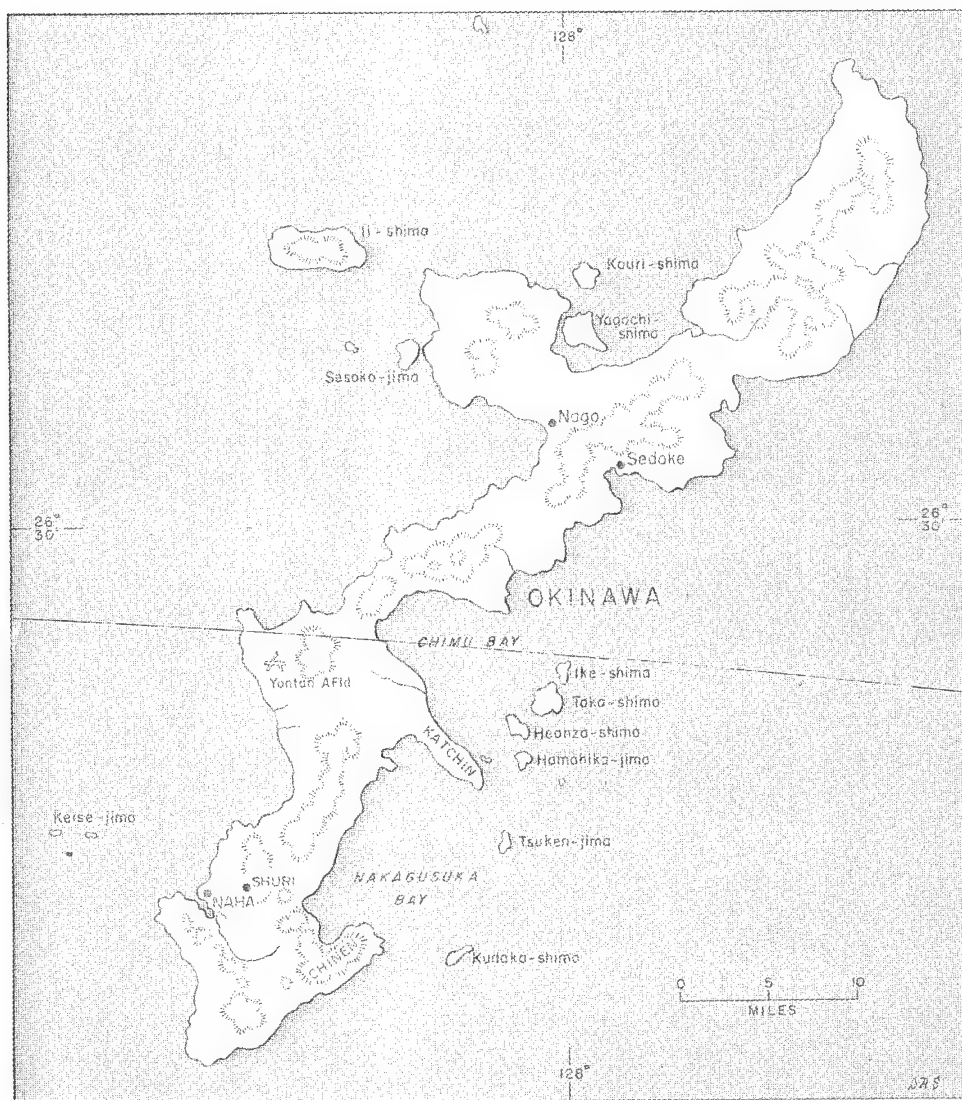 128°
Ii-shima
Kouri-shima
Yagachi-
shima
Sasoko-jima
Nago
Sedake
26°
30'
26°
30'
OKINAWA
CHIMU BAY
Ike-shima
Yontan AFld
Taka-shima
Heanza-shima
KATCHIN
Hamahika-jima
Keise-jima
Tsuken-jima
SHURI
NAKAGUSUKA
BAY
NAHA
CHINEN
Kudaka-shima
0 5 10
MILES
128°